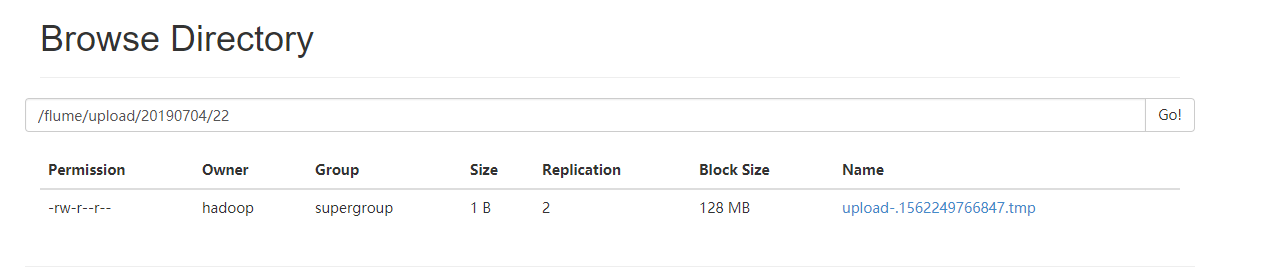 Browse Directory
/flume/upload/20190704/22 Go!
Permission Owner Group Size Replication Block Size Name
-rw-r--r-- hadoop supergroup 1 B 2 128 MB upload-.1562249766847.tmp